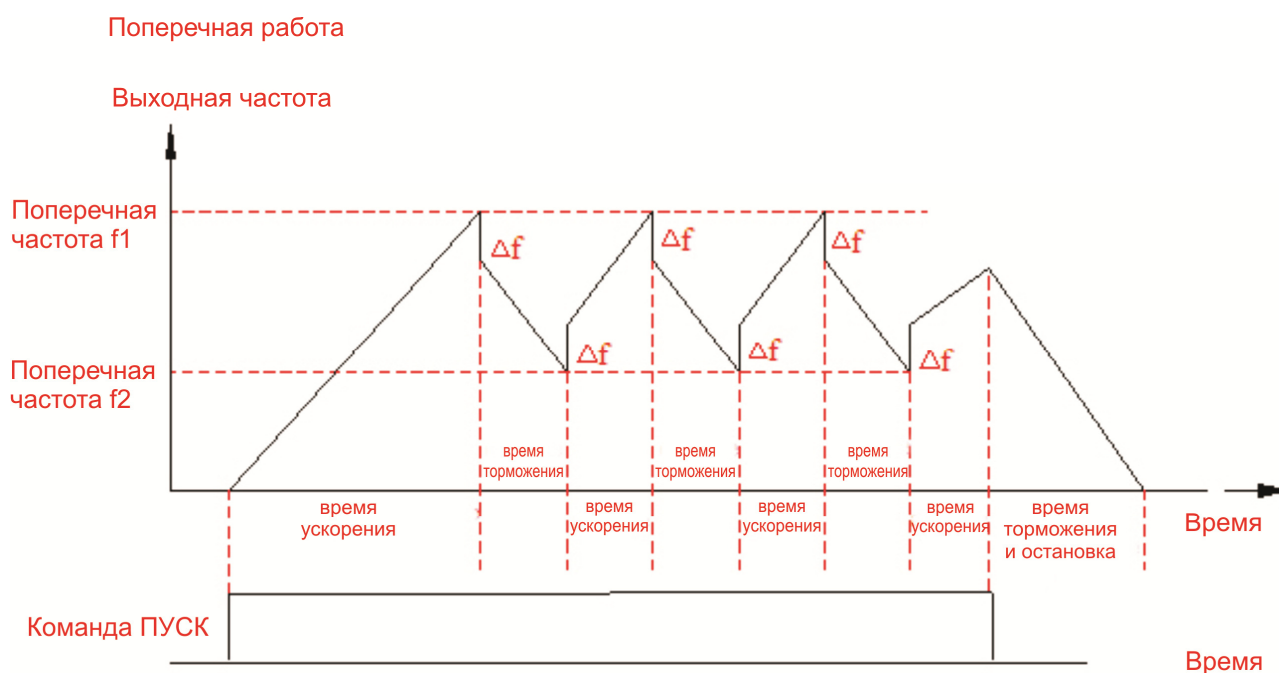 Поперечная работа
Выходная частота
Поперечная
частота f1
Δf
Δf
Δf
Δf
Δf
Δf
Поперечная
частота f2
время
торможения
время
торможения
время
торможения
время
ускорения
время
ускорения
время
ускорения
время
ускорения
время
торможения
и остановка
Время
Команда ПУСК
Время